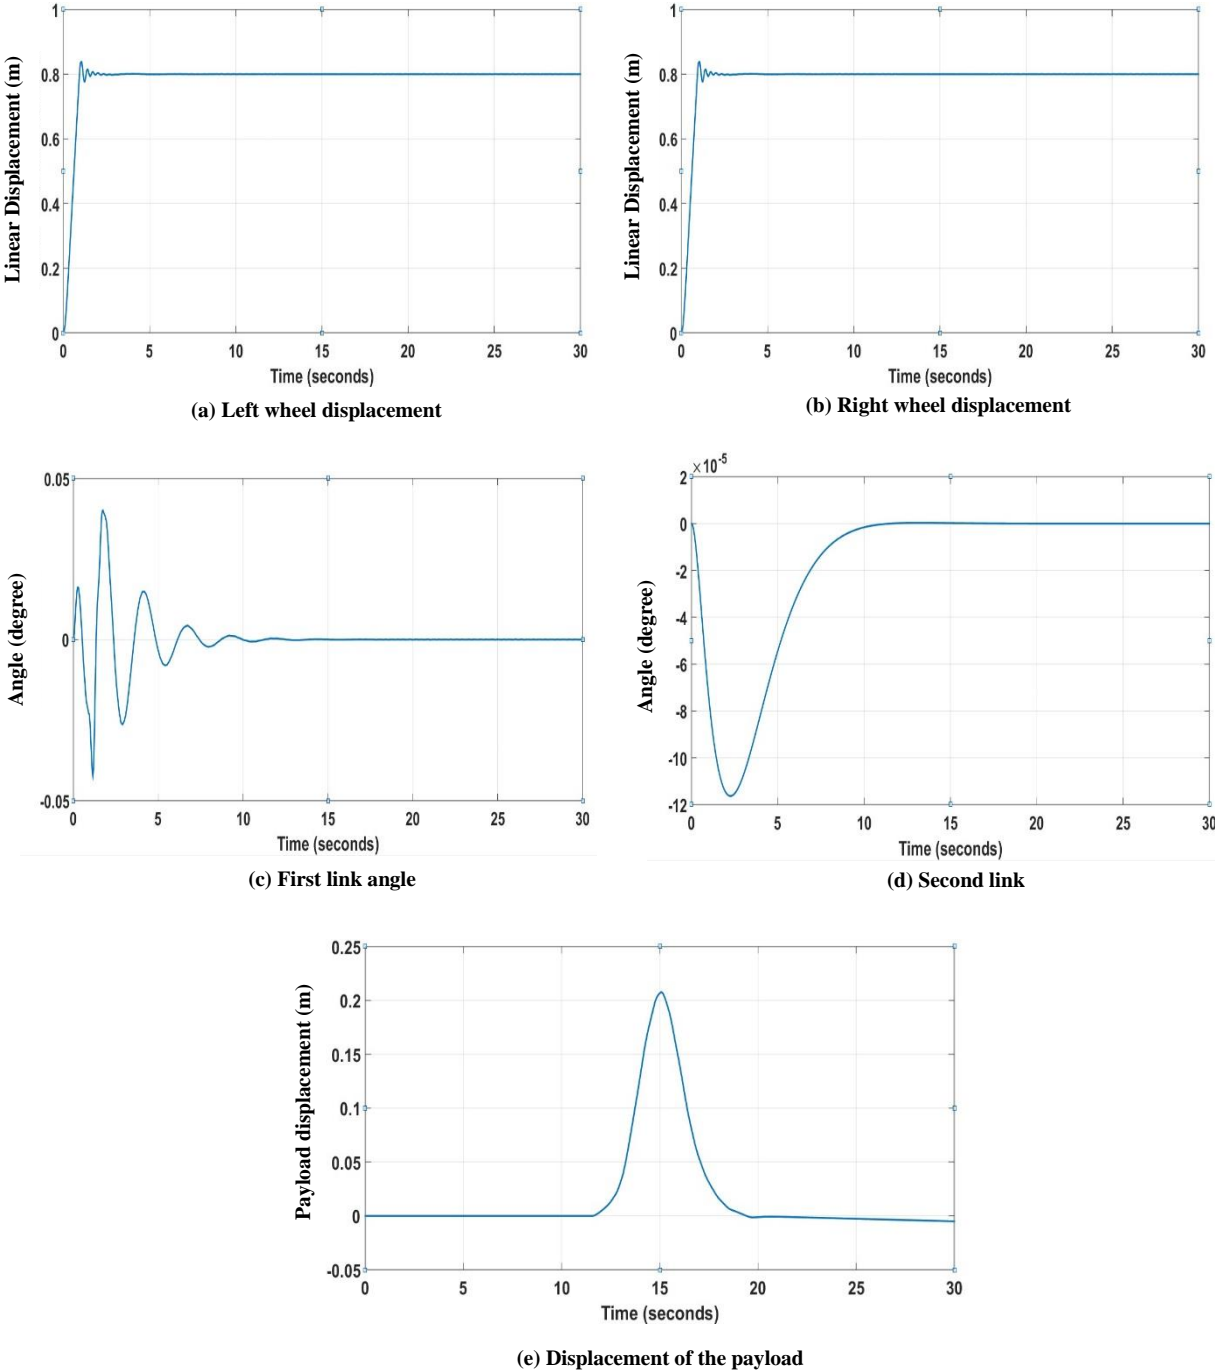 Linear Displacement (m)
1
0.8
0.6
0.4
0.2
0
0 5 10 15 20 25 30
Time (seconds)
(a) Left wheel displacement
Linear Displacement (m)
1
0.8
0.6
0.4
0.2
0
0 5 10 15 20 25 30
Time (seconds)
(b) Right wheel displacement
Angle (degree)
0.05
0
-0.05
0 5 10 15 20 25 30
Time (seconds)
(c) First link angle
Angle (degree)
×10-5
2
0
-2
-4
-6
-8
-10
-12
0 5 10 15 20 25 30
Time (seconds)
(d) Second link
Payload displacement (m)
0.25
0.2
0.15
0.1
0.05
0
-0.05
0 5 10 15 20 25 30
Time (seconds)
(e) Displacement of the payload